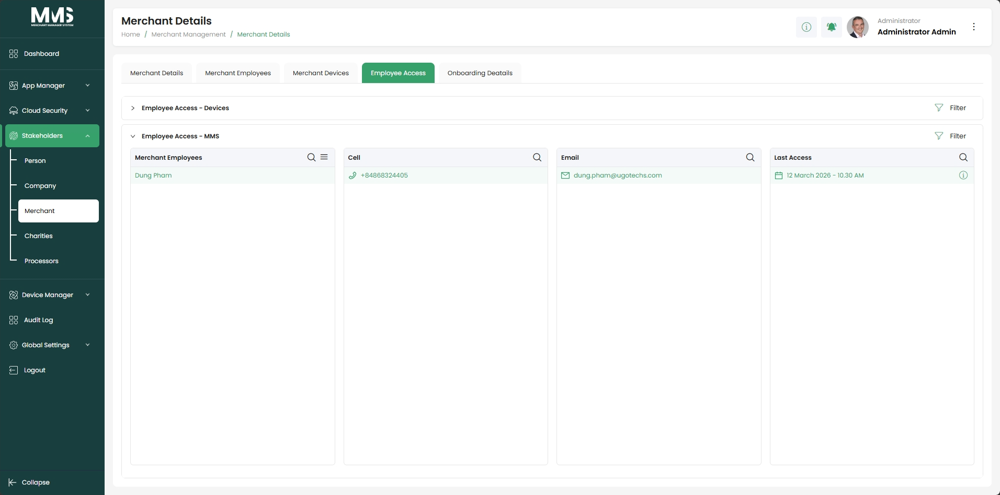 MMS
MERCHANT MANAGER SYSTEM
Dashboard
App Manager
Cloud Security
Stakeholders
Person
Company
Merchant
Charities
Processors
Device Manager
Audit Log
Global Settings
Logout
Collapse
Merchant Details
Home / Merchant Management / Merchant Details
Administrator
Administrator Admin
Merchant Details Merchant Employees Merchant Devices Employee Access Onboarding Deatails
Employee Access - Devices Filter
Employee Access - MMS Filter
Merchant Employees Cell Email Last Access
Dung Pham +84868324405 dung.pham@ugotechs.com 12 March 2026 - 10.30 AM